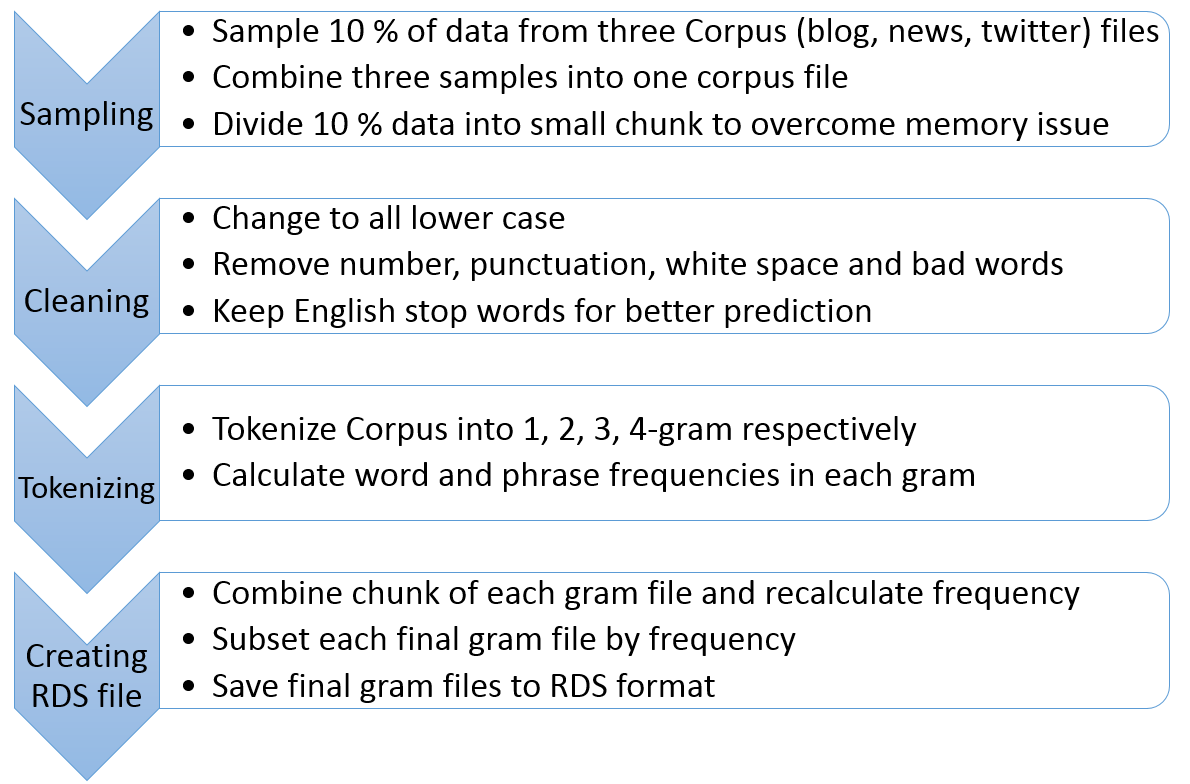 Sampling
• Sample 10 % of data from three Corpus (blog, news, twitter) files
• Combine three samples into one corpus file
• Divide 10 % data into small chunk to overcome memory issue
Cleaning
• Change to all lower case
• Remove number, punctuation, white space and bad words
• Keep English stop words for better prediction
Tokenizing
• Tokenize Corpus into 1, 2, 3, 4-gram respectively
• Calculate word and phrase frequencies in each gram
Creating
RDS file
• Combine chunk of each gram file and recalculate frequency
• Subset each final gram file by frequency
• Save final gram files to RDS format